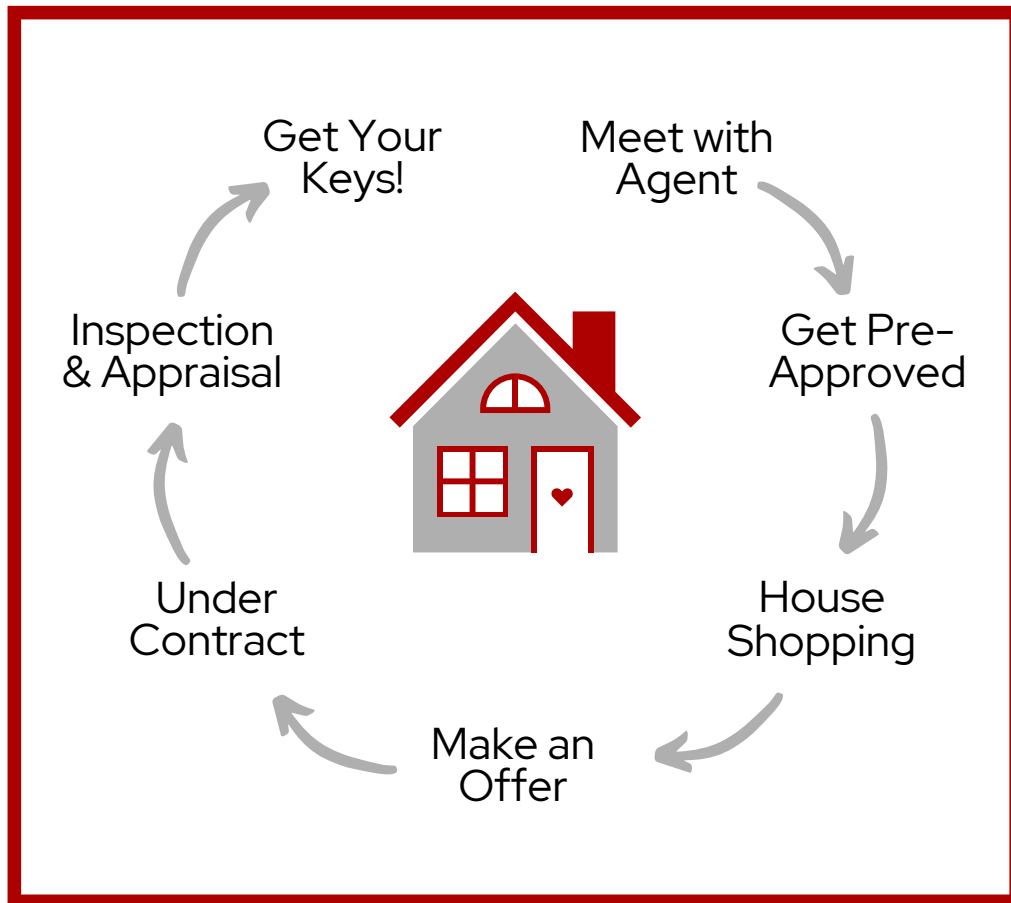 Meet with
Agent
Get Pre-
Approved
House
Shopping
Make an
Offer
Under
Contract
Inspection
& Appraisal
Get Your
Keys!